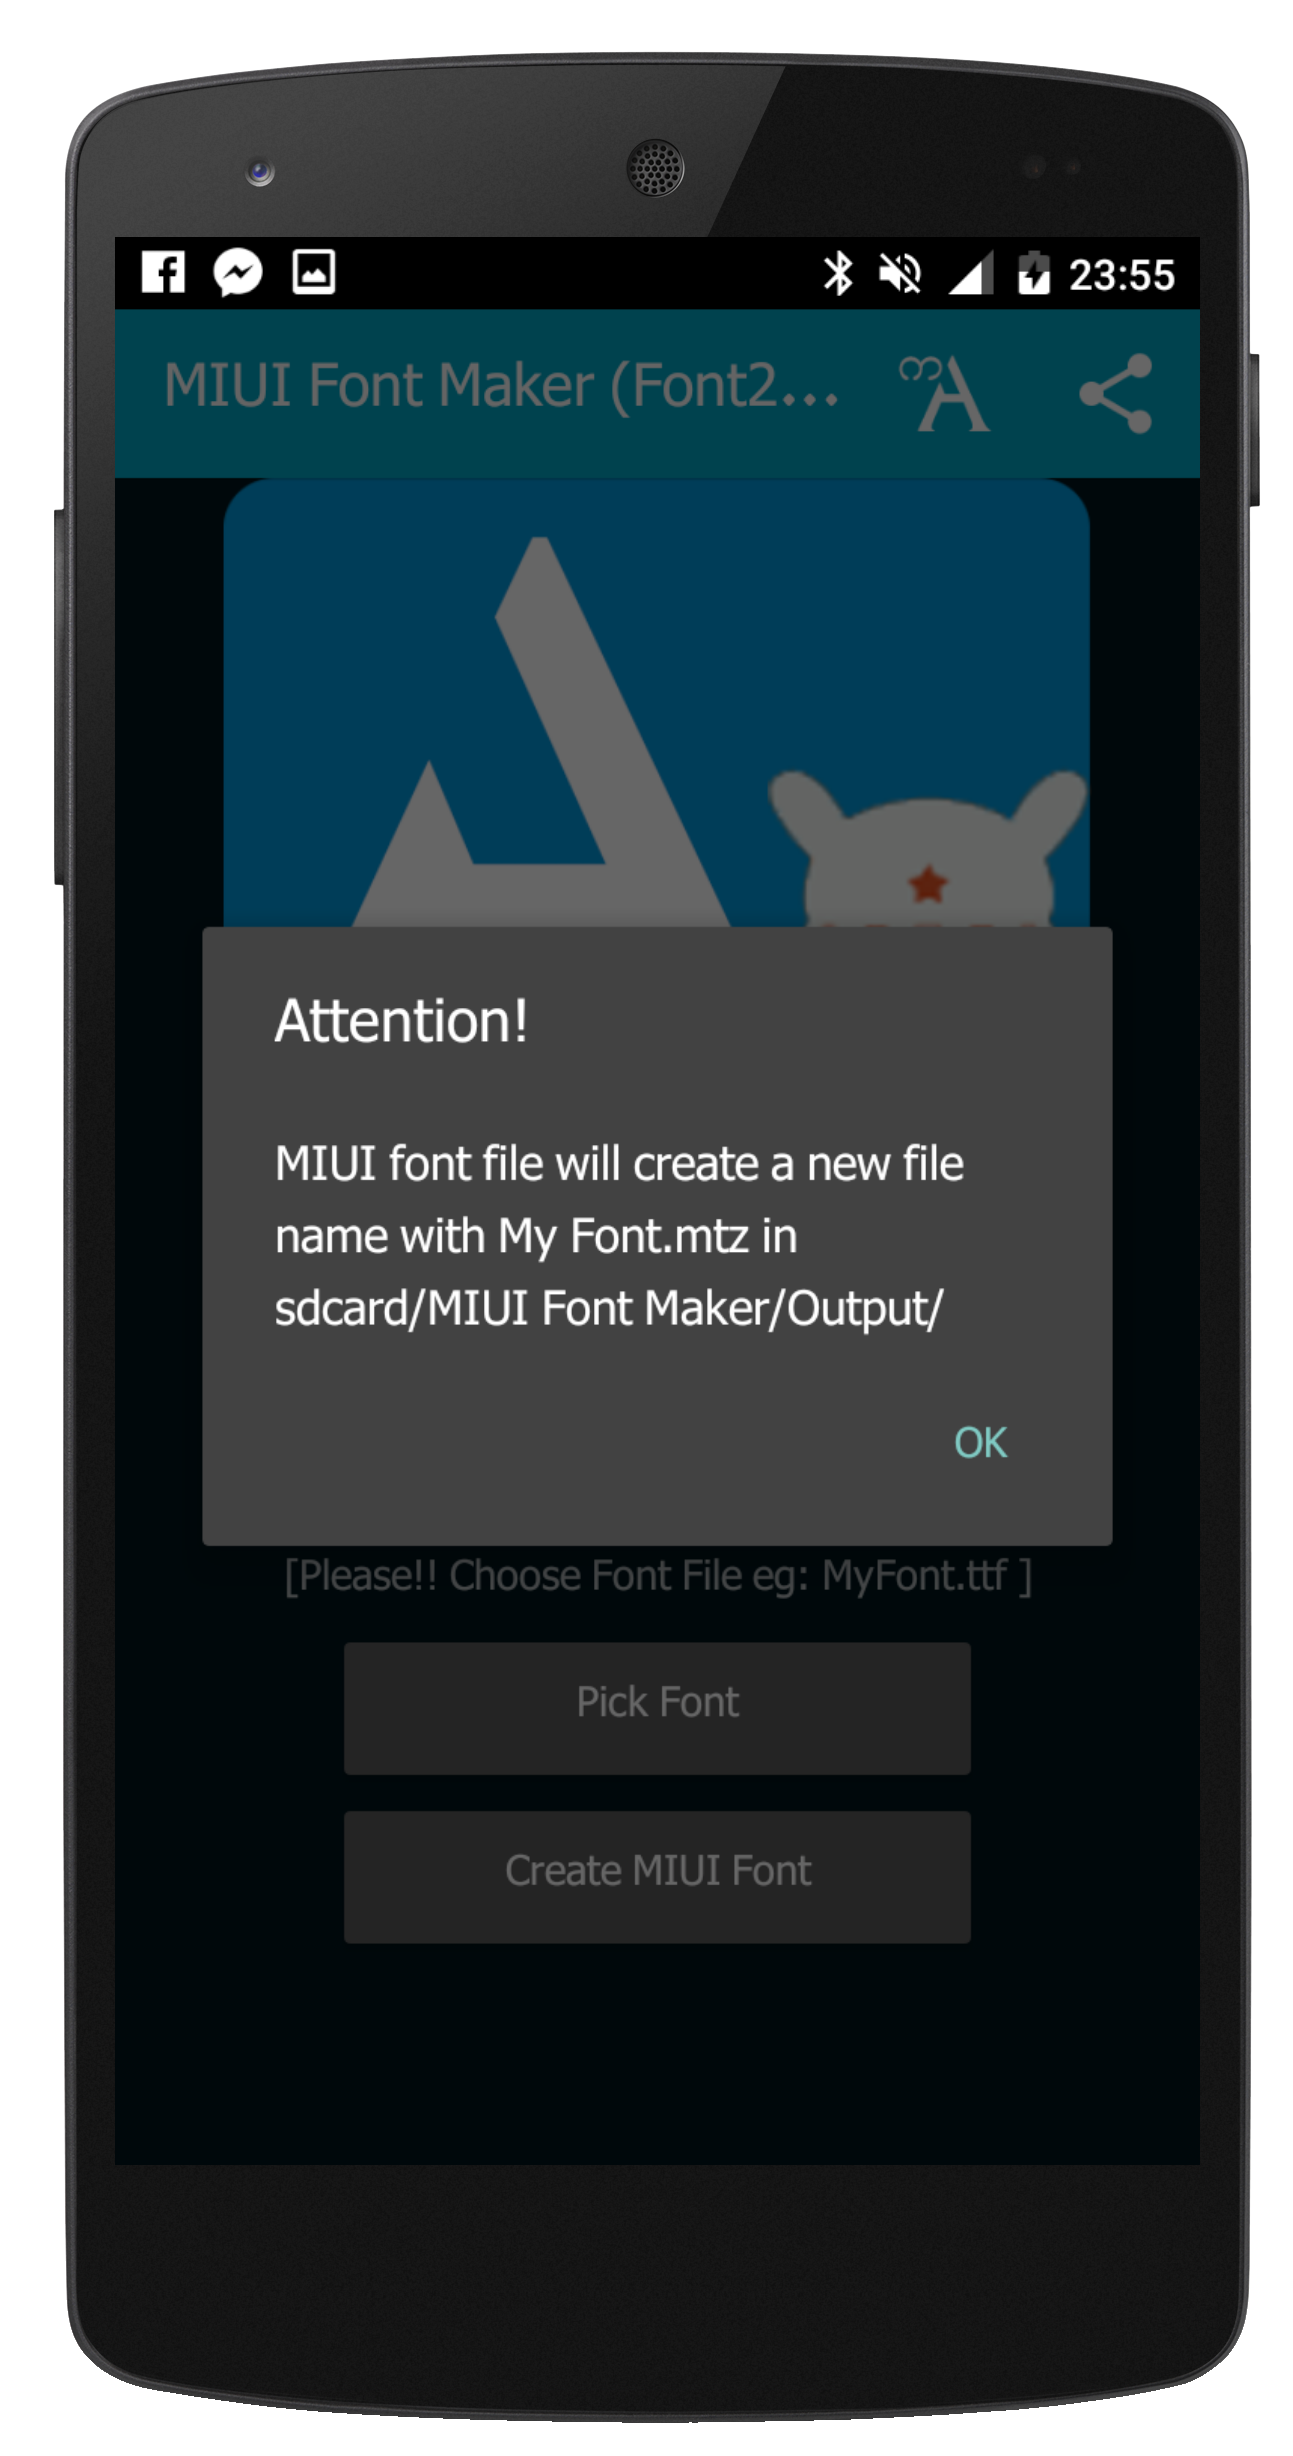 23:55
MIUI Font Maker (Font2...
Attention!
MIUI font file will create a new file
name with My Font.mtz in
sdcard/MIUI Font Maker/Output/
OK
[Please!! Choose Font File eg: MyFont.ttf ]
Pick Font
Create MIUI Font